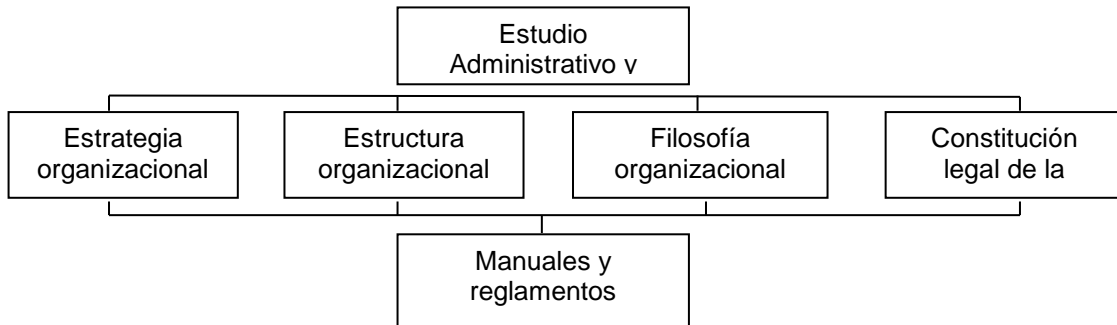 Estudio
Administrativo y
Estrategia
organizacional
Estructura
organizacional
Filosofía
organizacional
Constitución
legal de la
Manuales y
reglamentos